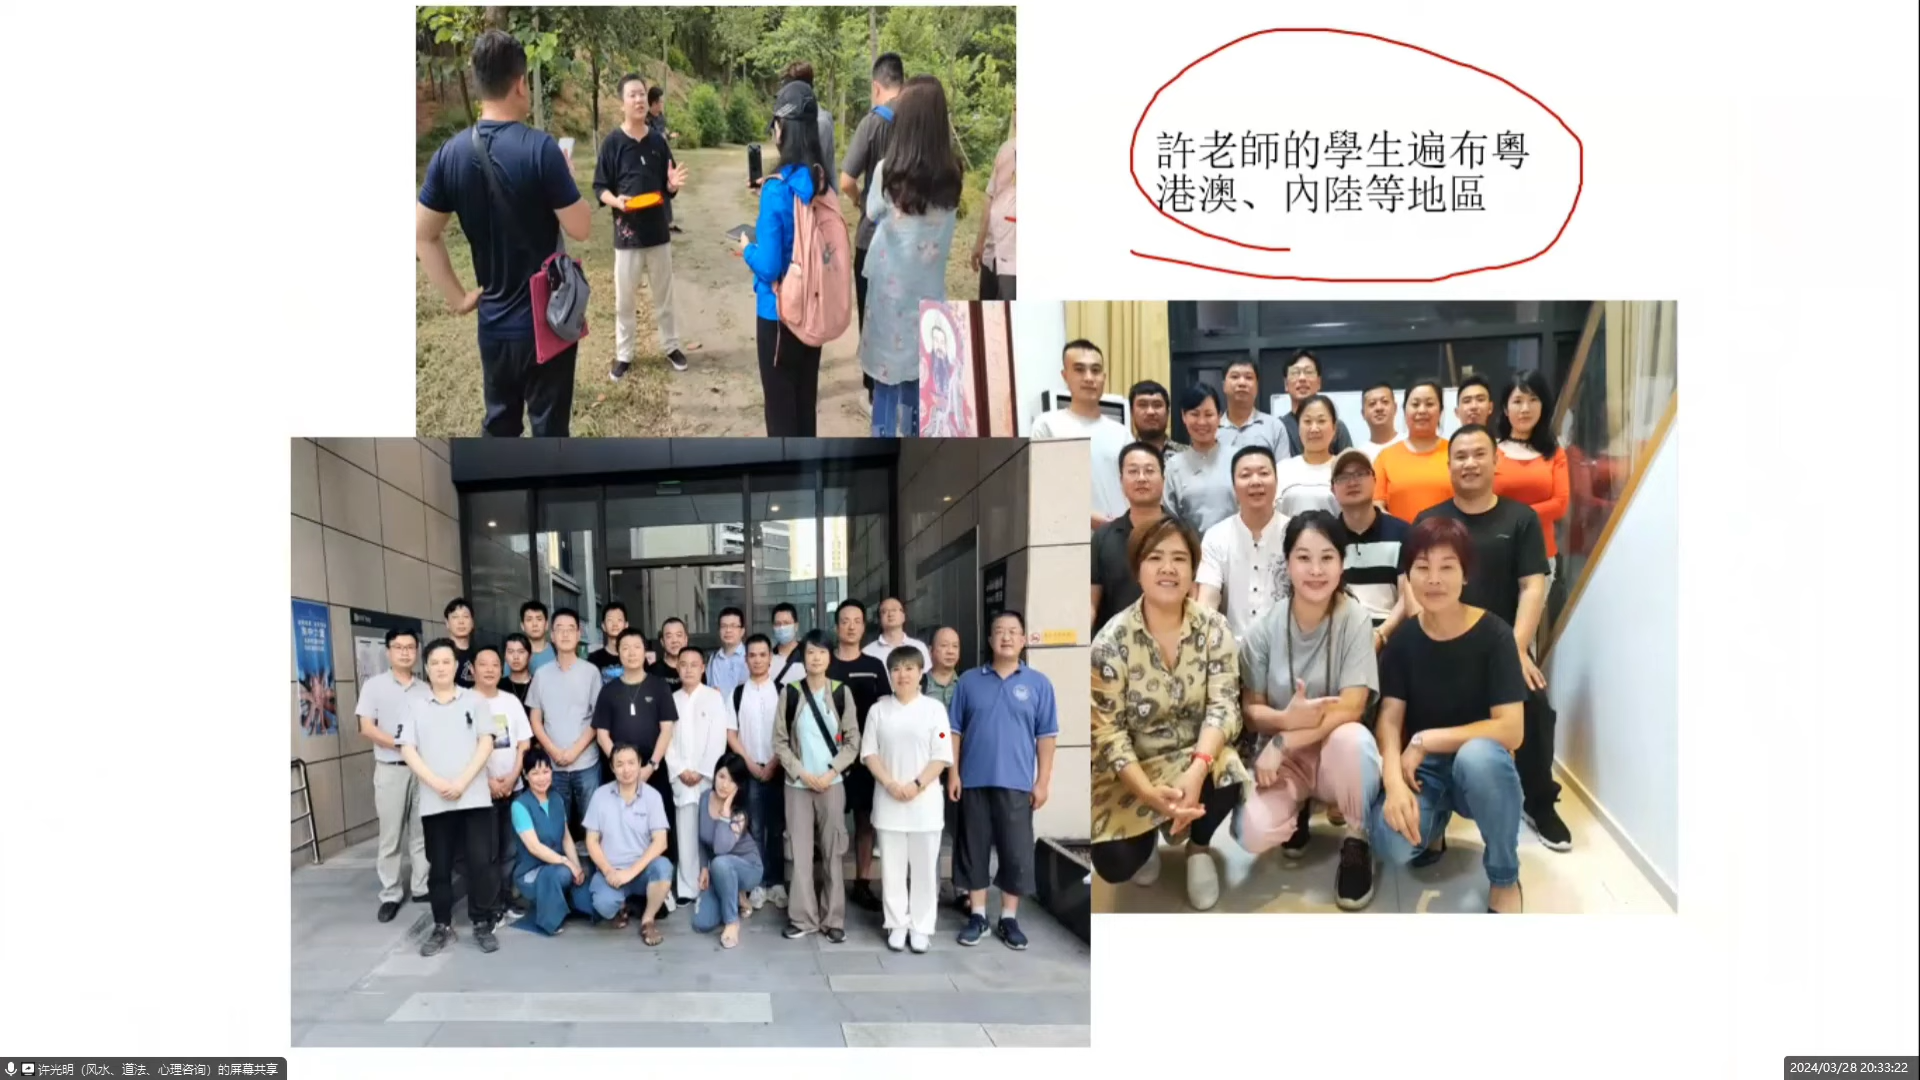 許老師的學生遍布粵
港澳、內陸等地區
许光明（风水、道法、心理咨询）的屏幕共享
2024/03/28 20:33:22